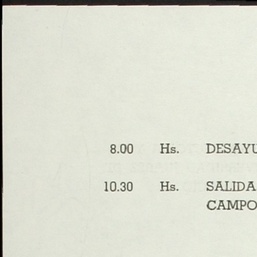 8.00 Hs. DESAYU
10.30 Hs. SALIDA
CAMPO